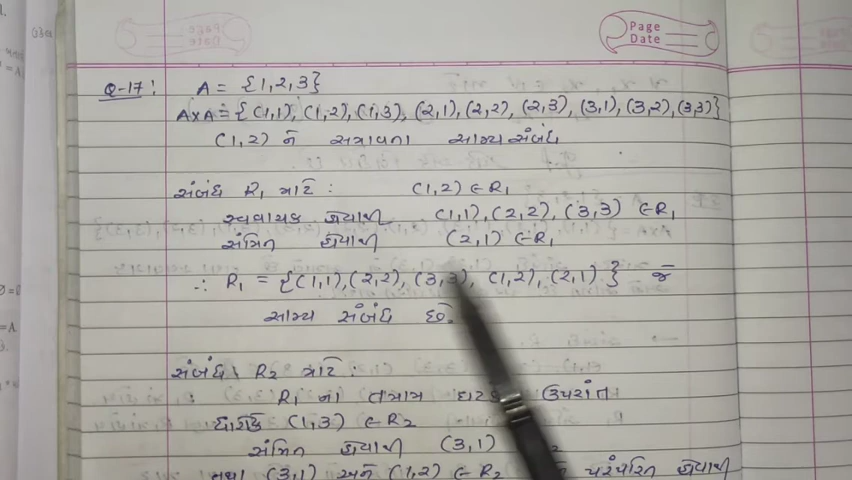 Page
Date
Q-17: A = {1,2,3}
A×A = {(1,1), (1,2), (1,3), (2,1), (2,2), (2,3), (3,1), (3,2), (3,3)}
(1,2) ને સમાવતા સામ્ય સંબંધ
સંબંધ R₁ માટે : (1,2) ∈ R₁
સ્વવાચક હોવાથી (1,1), (2,2), (3,3) ∈ R₁
સંમિત હોવાથી (2,1) ∈ R₁
∴ R₁ = {(1,1), (2,2), (3,3), (1,2), (2,1)} જે
સામ્ય સંબંધ છે.
સંબંધ R₂ માટે :
R₁ ના તમામ ઉપરાંત
ધારોકે (1,3) ∈ R₂
સંમિત હોવાથી (3,1)
તથા (3,1) અને (1,2) ∈ R₂ પરંપરિત હોવાથી